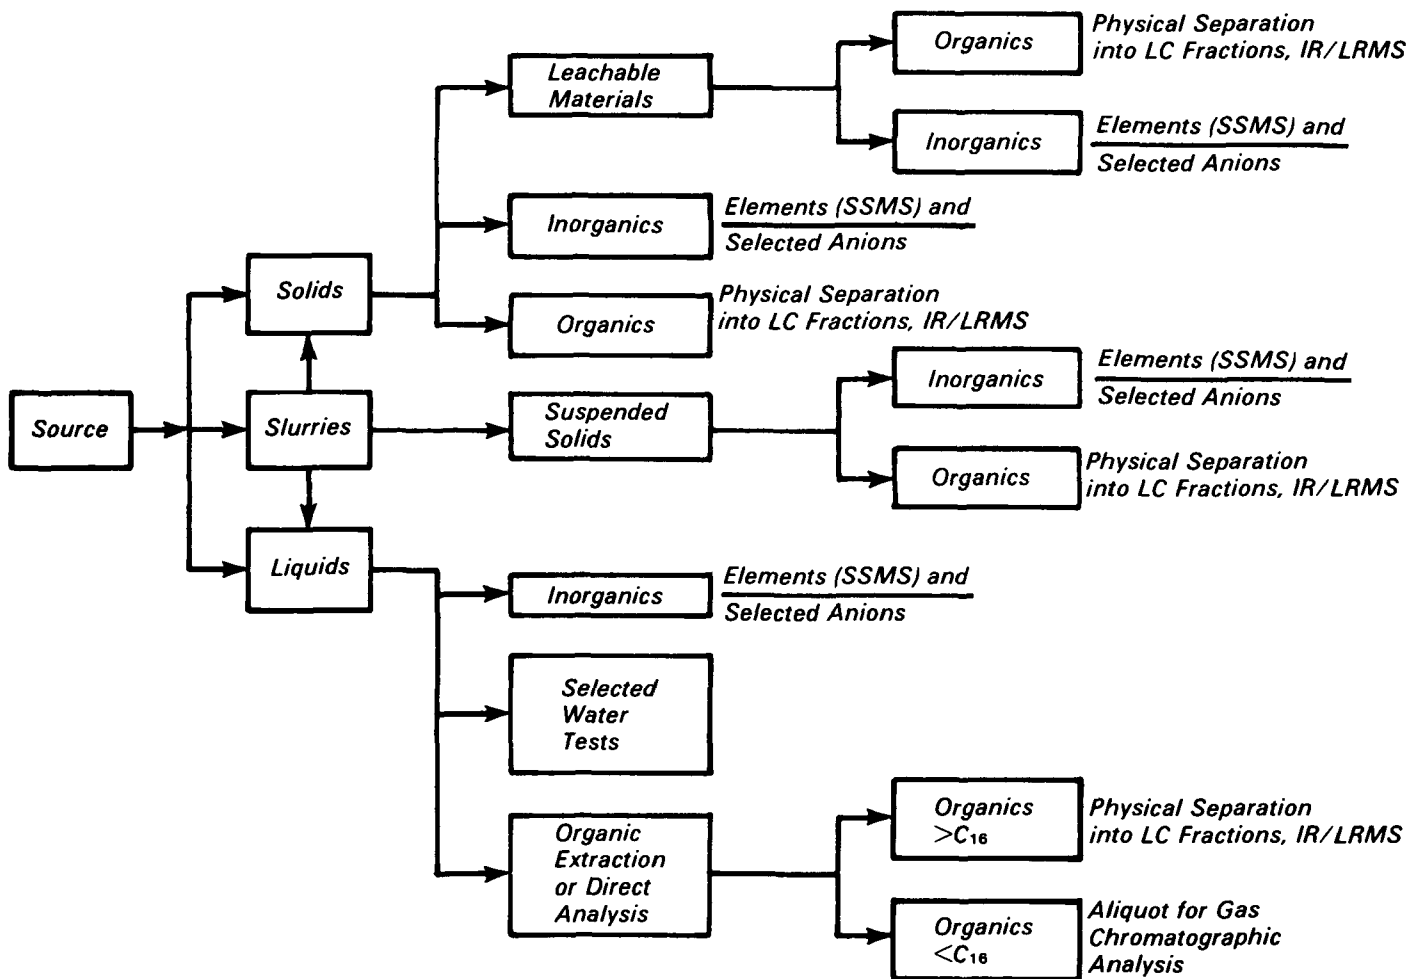 Source
Solids
Slurries
Liquids
Leachable
Materials
Organics
Physical Separation
into LC Fractions, IR/LRMS
Inorganics
Elements (SSMS) and
Selected Anions
Inorganics
Elements (SSMS) and
Selected Anions
Organics
Physical Separation
into LC Fractions, IR/LRMS
Suspended
Solids
Inorganics
Elements (SSMS) and
Selected Anions
Organics
Physical Separation
into LC Fractions, IR/LRMS
Inorganics
Elements (SSMS) and
Selected Anions
Selected
Water
Tests
Organic
Extraction
or Direct
Analysis
Organics
>C₁₆
Physical Separation
into LC Fractions, IR/LRMS
Organics
<C₁₆
Aliquot for Gas
Chromatographic
Analysis